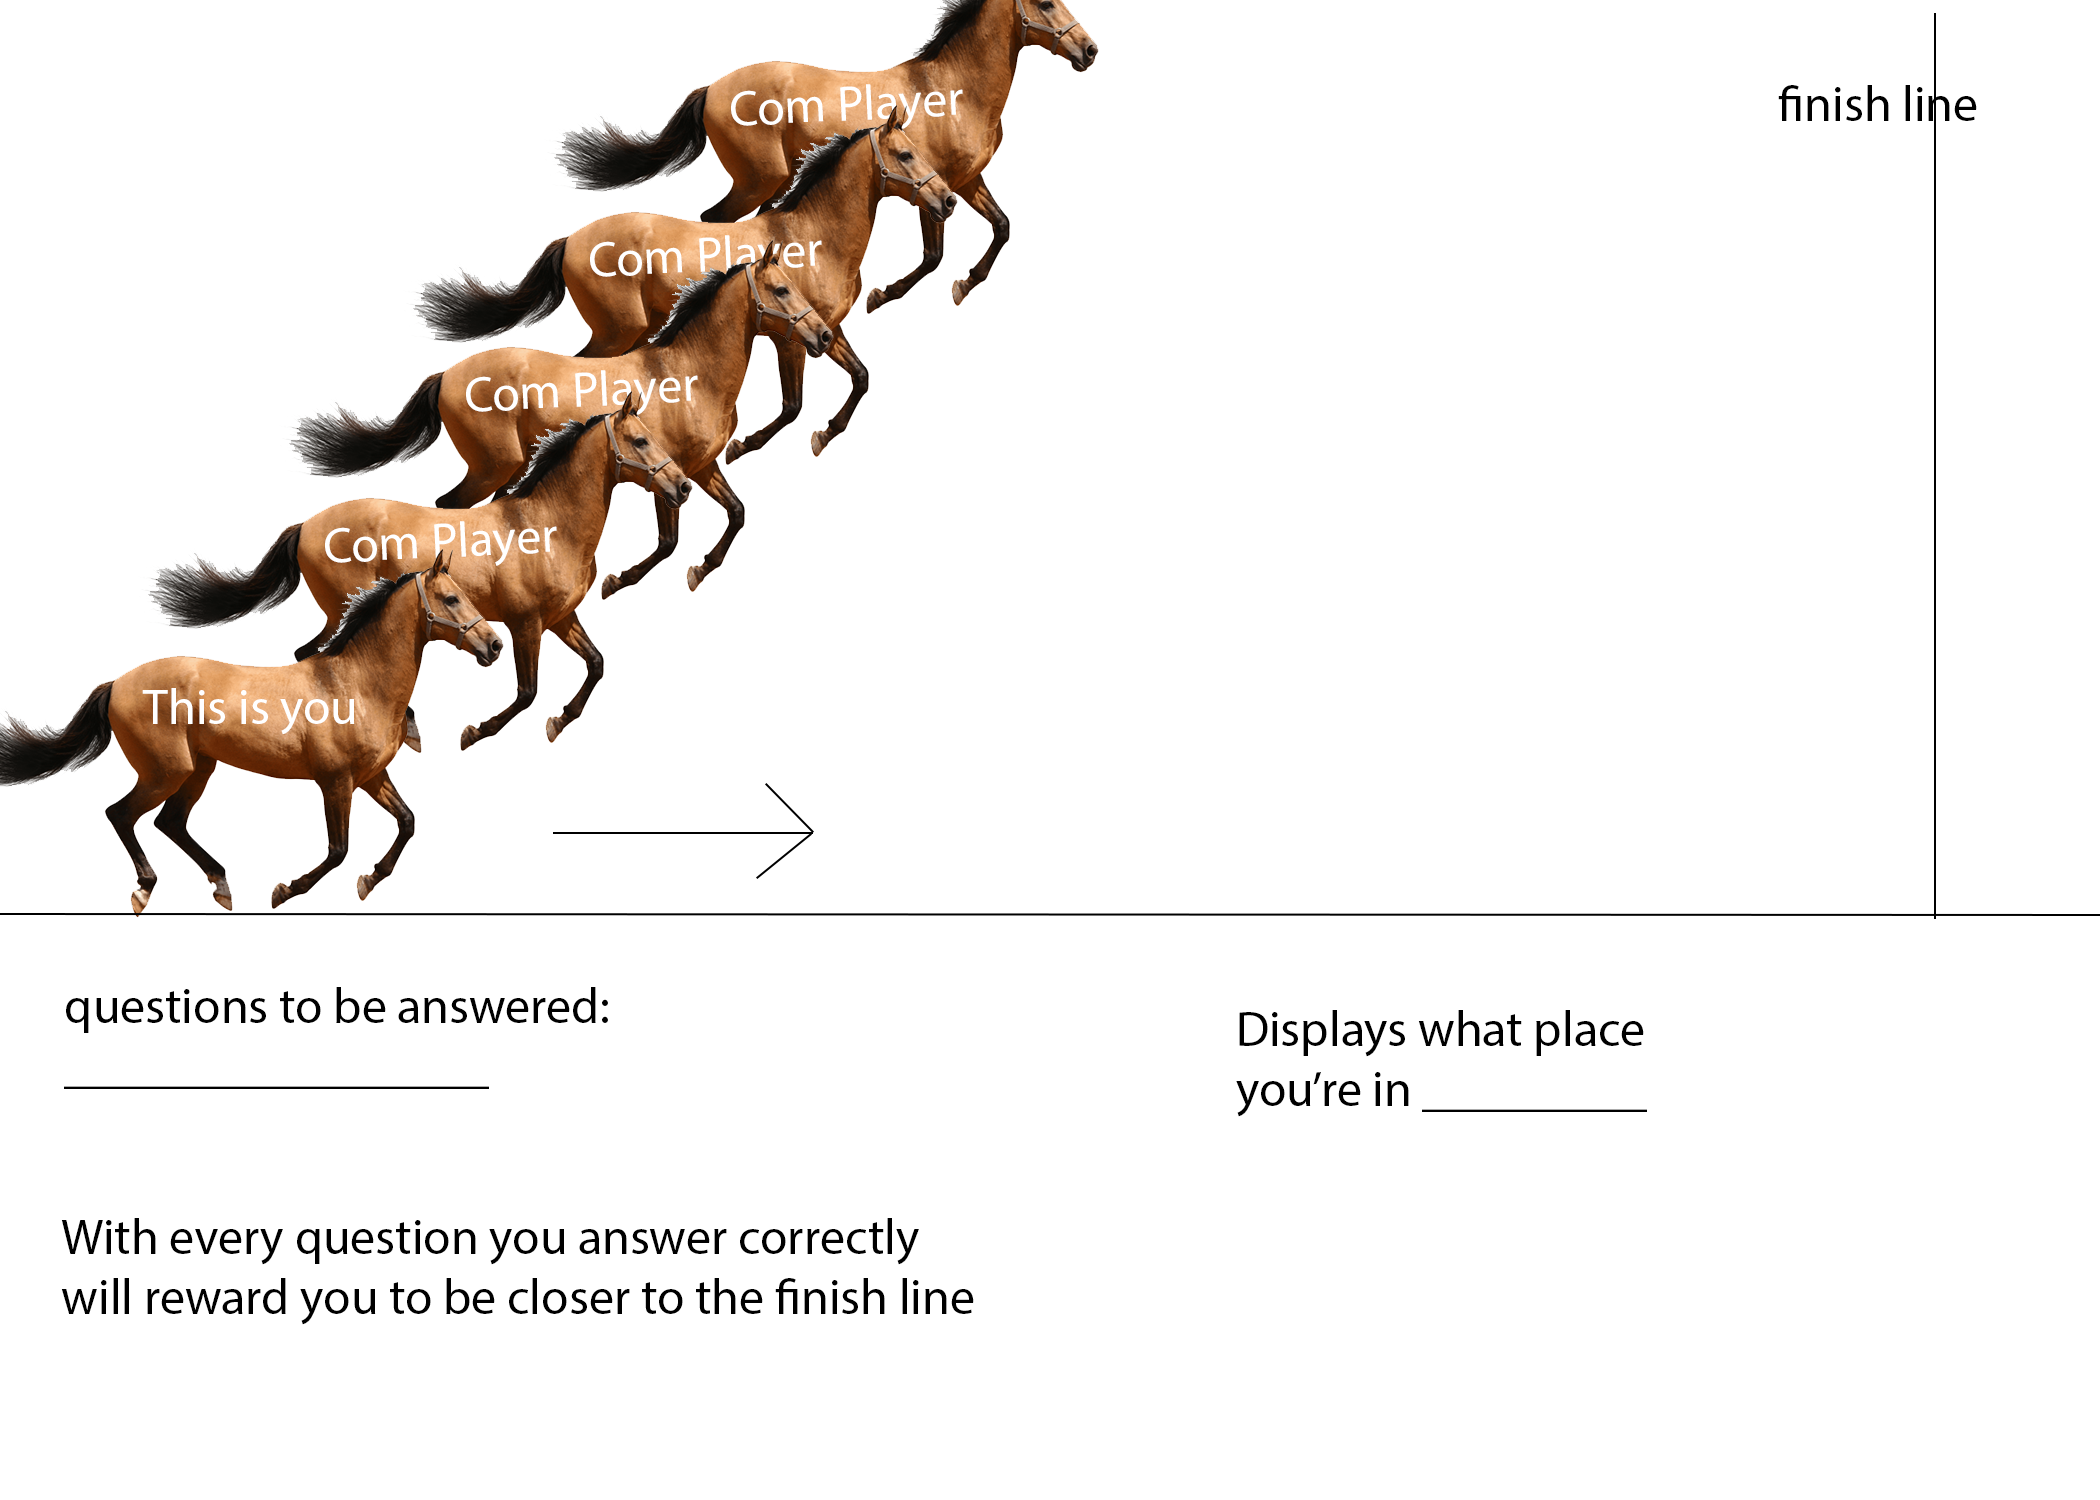 Com Player
finish line
Com Player
Com Player
Com Player
This is you
questions to be answered:
Displays what place
you’re in
With every question you answer correctly
will reward you to be closer to the finish line